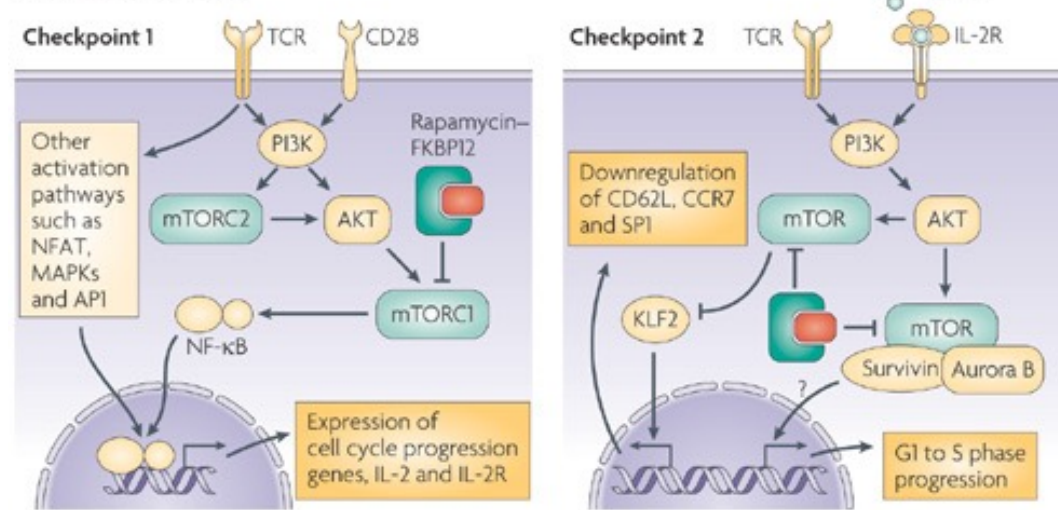 Checkpoint 1
TCR
CD28
Other
activation
pathways
such as
NFAT,
MAPKs
and AP1
PI3K
Rapamycin–
FKBP12
mTORC2
AKT
mTORC1
NF-κB
Expression of
cell cycle progression
genes, IL-2 and IL-2R
Checkpoint 2
TCR
IL-2R
PI3K
Downregulation
of CD62L, CCR7
and SP1
mTOR
AKT
KLF2
mTOR
Survivin
Aurora B
?
G1 to S phase
progression